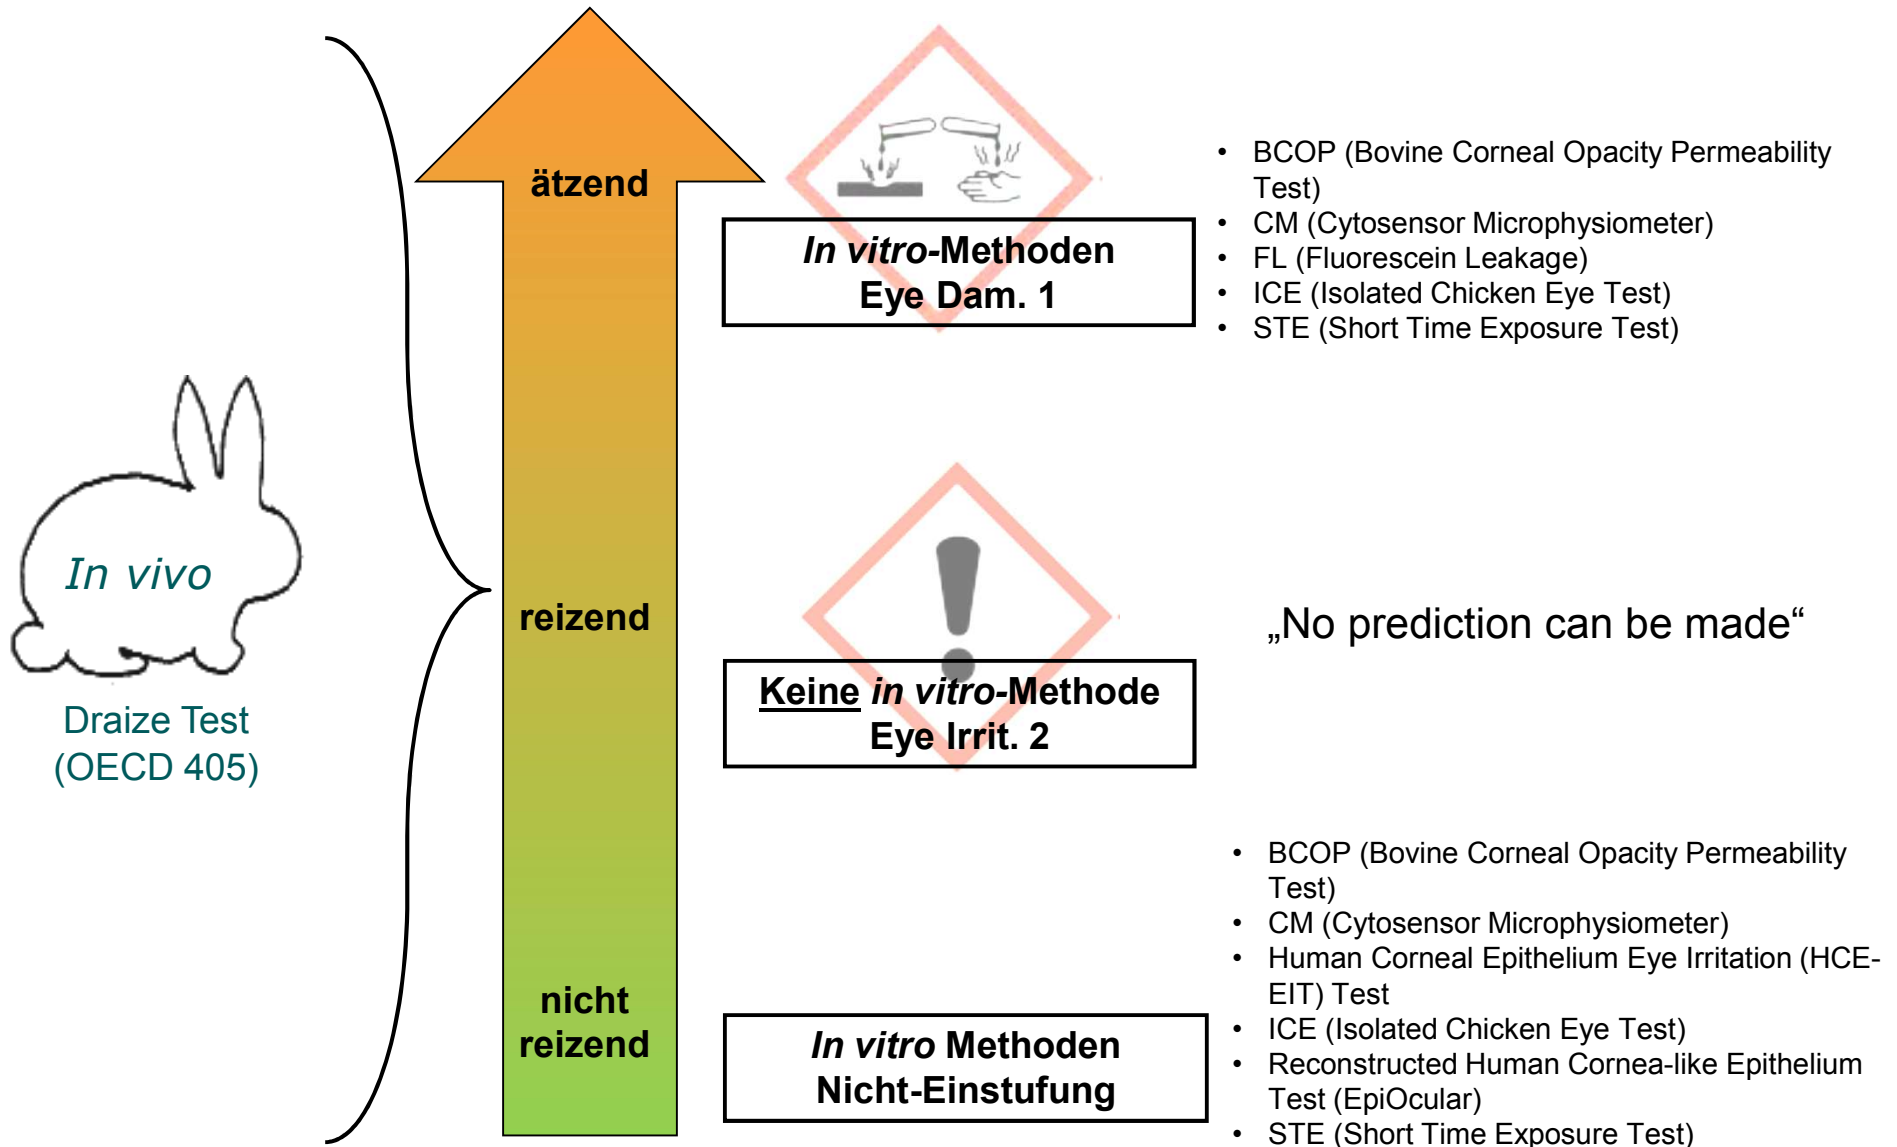 In vivo
Draize Test
(OECD 405)
ätzend
reizend
nicht
reizend
In vitro-Methoden
Eye Dam. 1
• BCOP (Bovine Corneal Opacity Permeability
Test)
• CM (Cytosensor Microphysiometer)
• FL (Fluorescein Leakage)
• ICE (Isolated Chicken Eye Test)
• STE (Short Time Exposure Test)
Keine in vitro-Methode
Eye Irrit. 2
„No prediction can be made“
In vitro Methoden
Nicht-Einstufung
• BCOP (Bovine Corneal Opacity Permeability
Test)
• CM (Cytosensor Microphysiometer)
• Human Corneal Epithelium Eye Irritation (HCE-
EIT) Test
• ICE (Isolated Chicken Eye Test)
• Reconstructed Human Cornea-like Epithelium
Test (EpiOcular)
• STE (Short Time Exposure Test)